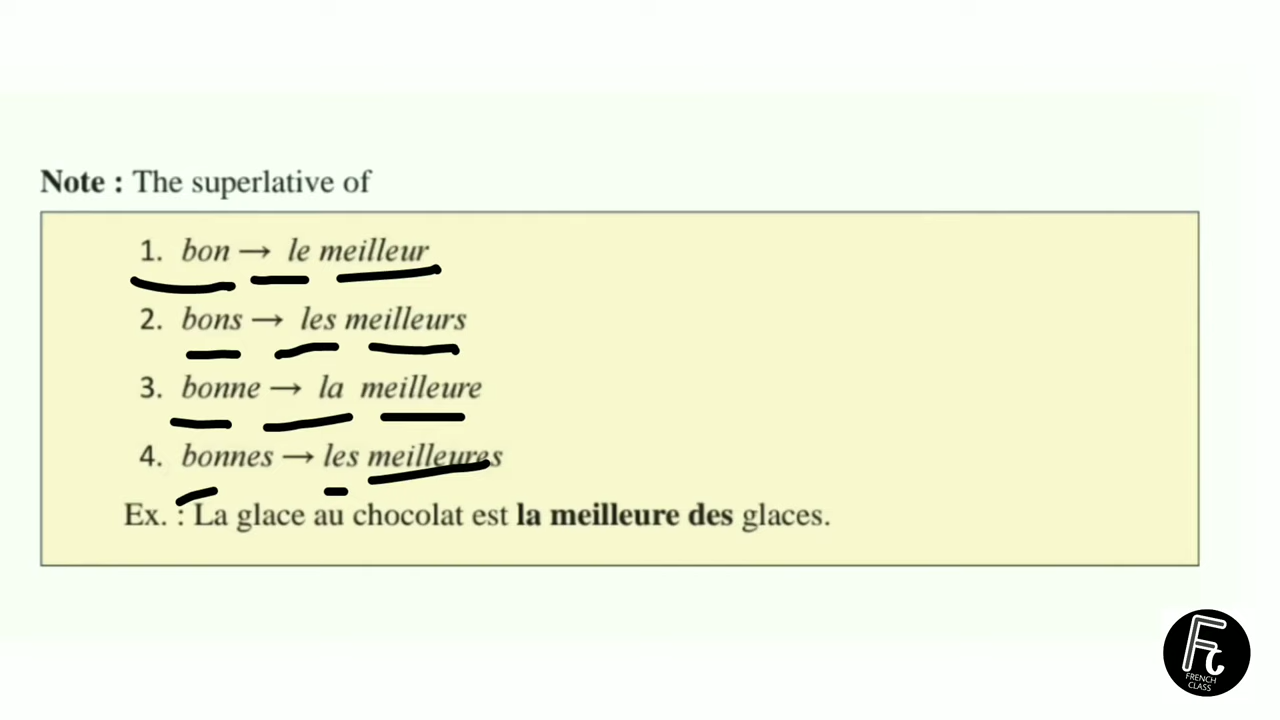 Note : The superlative of
1. bon → le meilleur
2. bons → les meilleurs
3. bonne → la meilleure
4. bonnes → les meilleures
Ex. : La glace au chocolat est la meilleure des glaces.
Fc
FRENCH
CLASS